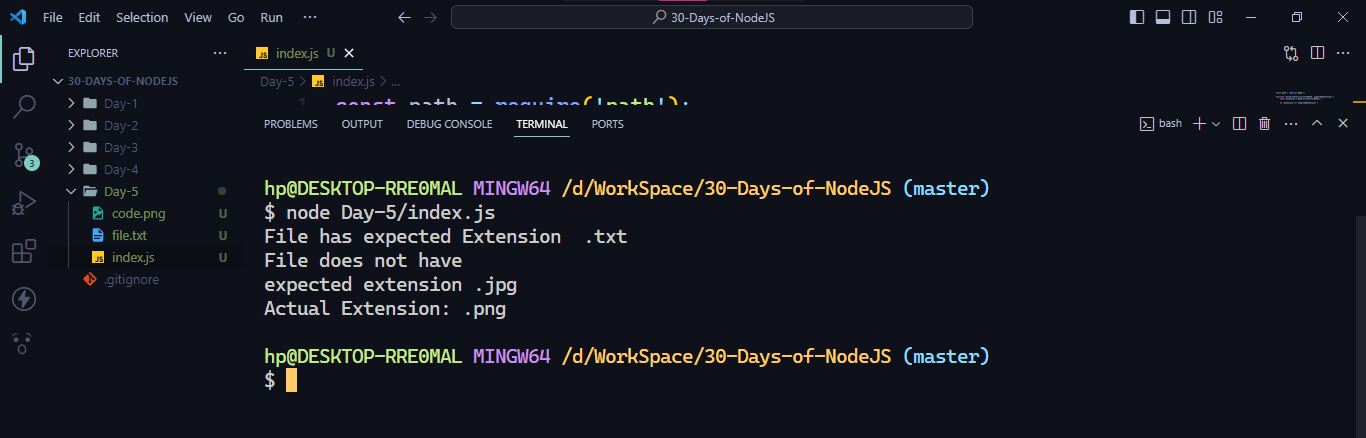 File Edit Selection View Go Run ···
30-Days-of-NodeJS
EXPLORER ···
30-DAYS-OF-NODEJS
Day-1
Day-2
Day-3
Day-4
Day-5
code.png U
file.txt U
JS index.js U
.gitignore
3
JS index.js U
Day-5 > JS index.js > ...
1 const path = require('path');
PROBLEMS OUTPUT DEBUG CONSOLE TERMINAL PORTS
bash
hp@DESKTOP-RRE0MAL MINGW64 /d/WorkSpace/30-Days-of-NodeJS (master)
$ node Day-5/index.js
File has expected Extension  .txt
File does not have
expected extension .jpg
Actual Extension: .png
hp@DESKTOP-RRE0MAL MINGW64 /d/WorkSpace/30-Days-of-NodeJS (master)
$